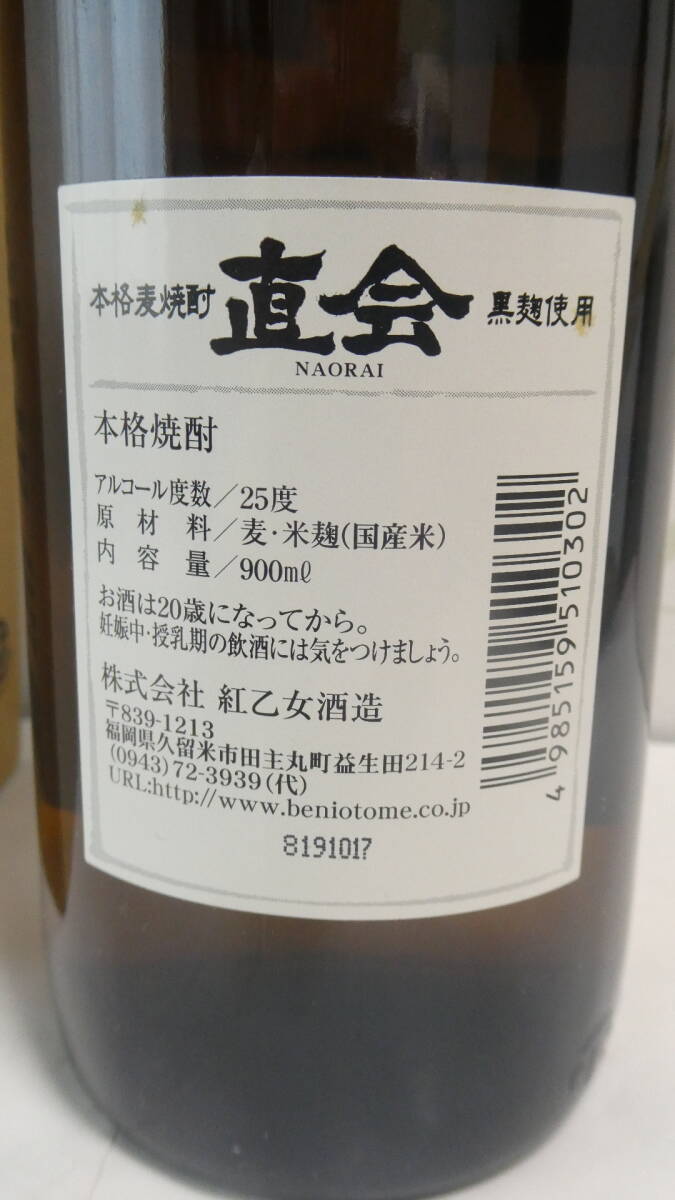 本格麦焼酎 直会 黒麹使用
NAORAI
本格焼酎
アルコール度数/25度
原材料/麦・米麹(国産米)
内容量/900mℓ
お酒は20歳になってから。
妊娠中・授乳期の飲酒には気をつけましょう。
株式会社 紅乙女酒造
〒839-1213
福岡県久留米市田主丸町益生田214-2
(0943)72-3939(代)
URL:http://www.beniotome.co.jp
8191017
4985159510302